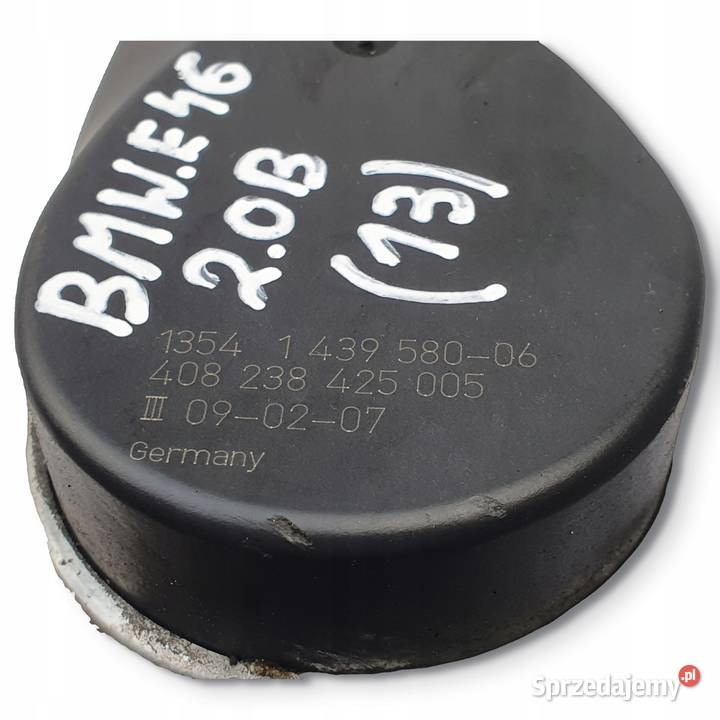 BMW.E46
2.0B
(13)
1354 1 439 580-06
408 238 425 005
III 09-02-07
Germany
Sprzedajemy.pl